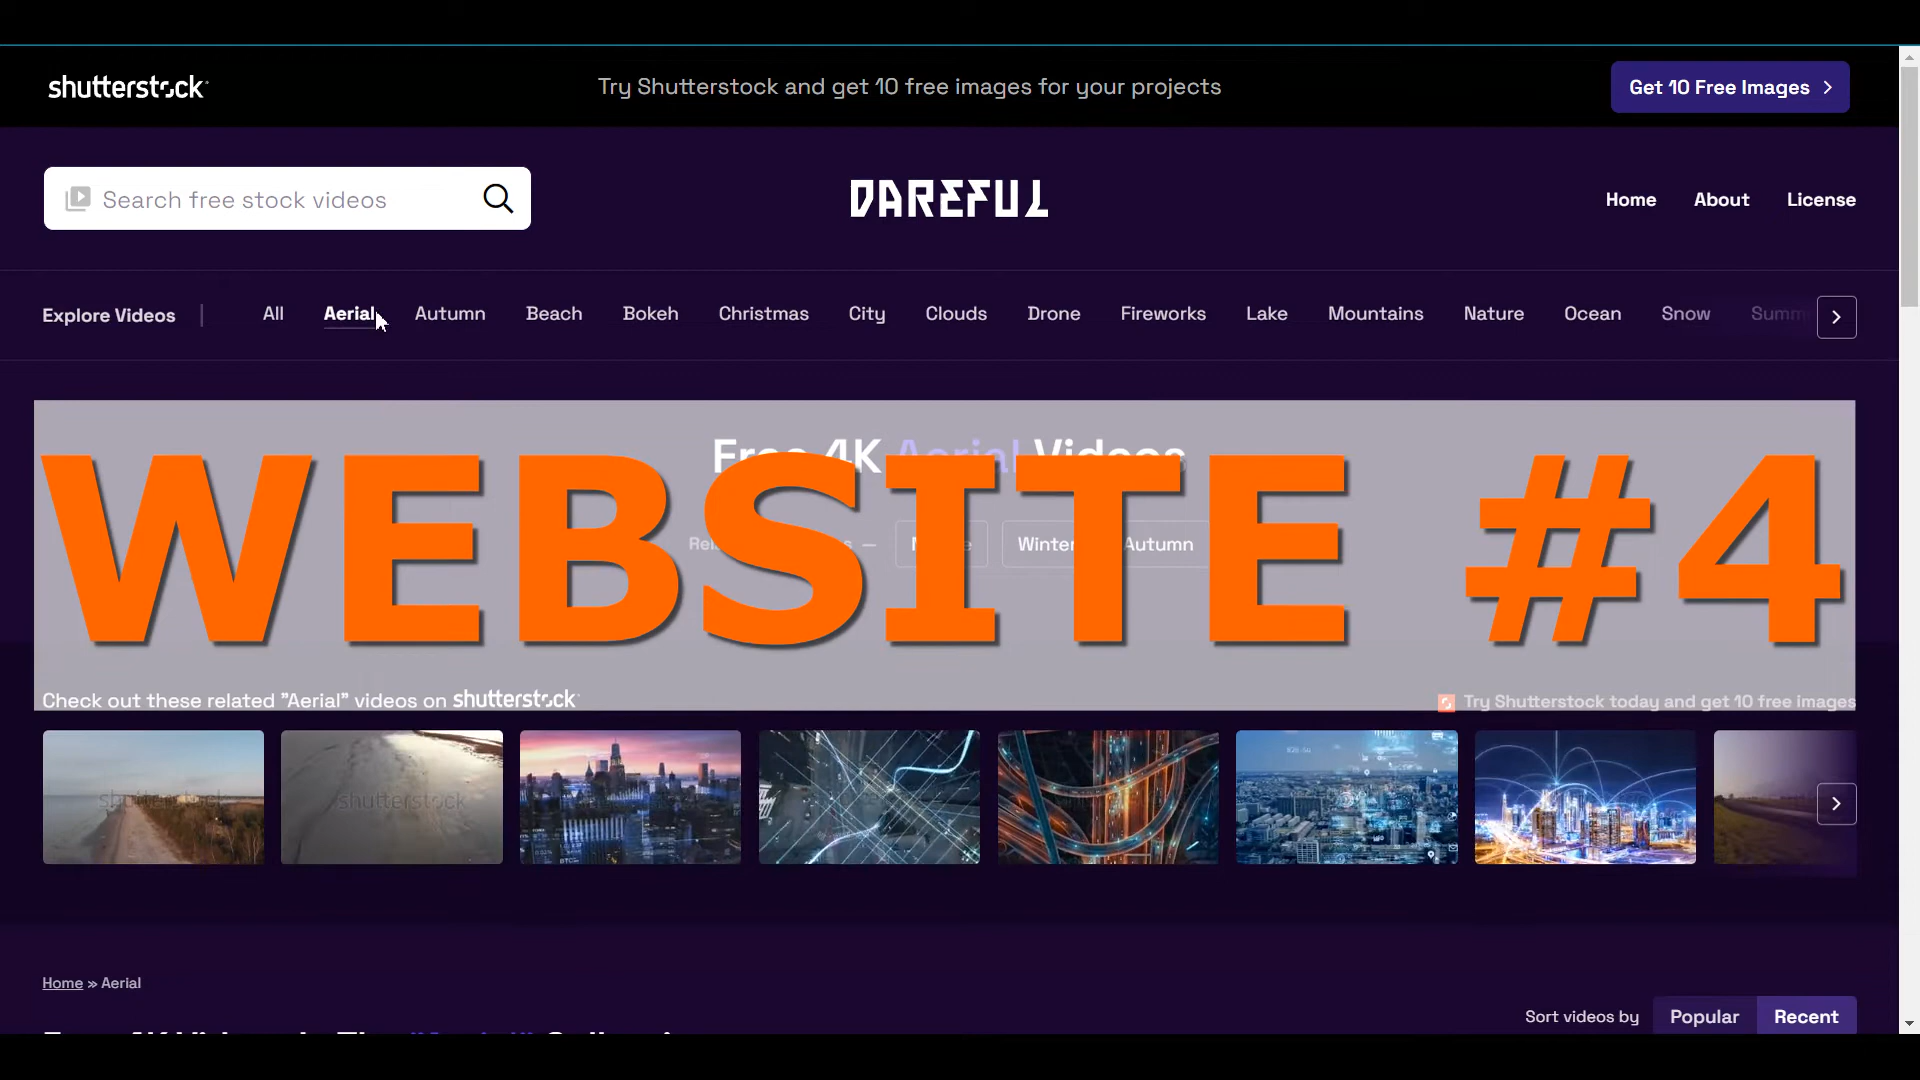 shutterstock
Try Shutterstock and get 10 free images for your projects
Get 10 Free Images
Search free stock videos
DAREFUL
Home About License
Explore Videos
All Aerial Autumn Beach Bokeh Christmas City Clouds Drone Fireworks Lake Mountains Nature Ocean Snow
Free 4K Aerial Videos
WEBSITE #4
Winter Autumn
Check out these related "Aerial" videos on shutterstock
Try Shutterstock today and get 10 free images
shutterstock
shutterstock
Home » Aerial
Sort videos by Popular Recent